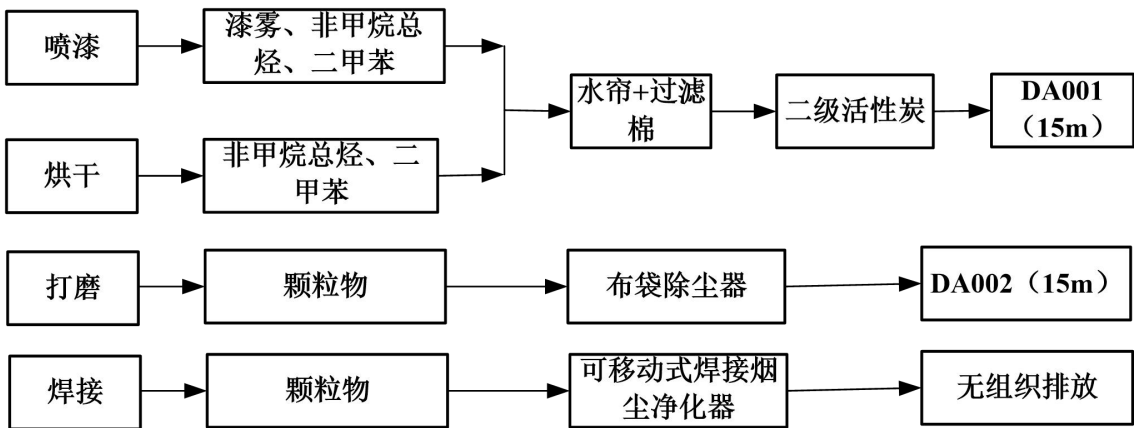 喷漆
漆雾、非甲烷总
烃、二甲苯
水帘+过滤
棉
二级活性炭
DA001
（15m）
烘干
非甲烷总烃、二
甲苯
打磨
颗粒物
布袋除尘器
DA002（15m）
焊接
颗粒物
可移动式焊接烟
尘净化器
无组织排放